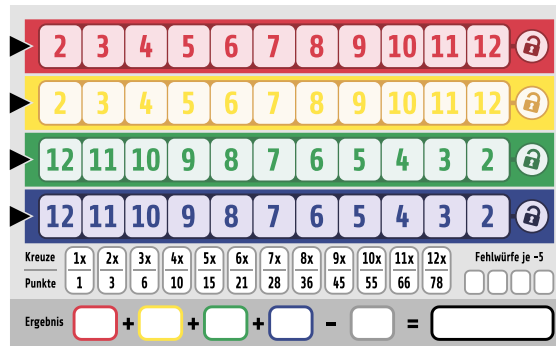 2 3 4 5 6 7 8 9 10 11 12
2 3 4 5 6 7 8 9 10 11 12
12 11 10 9 8 7 6 5 4 3 2
12 11 10 9 8 7 6 5 4 3 2
Kreuze 1x 2x 3x 4x 5x 6x 7x 8x 9x 10x 11x 12x Fehlwürfe je -5
Punkte 1 3 6 10 15 21 28 36 45 55 66 78
Ergebnis + + + - =